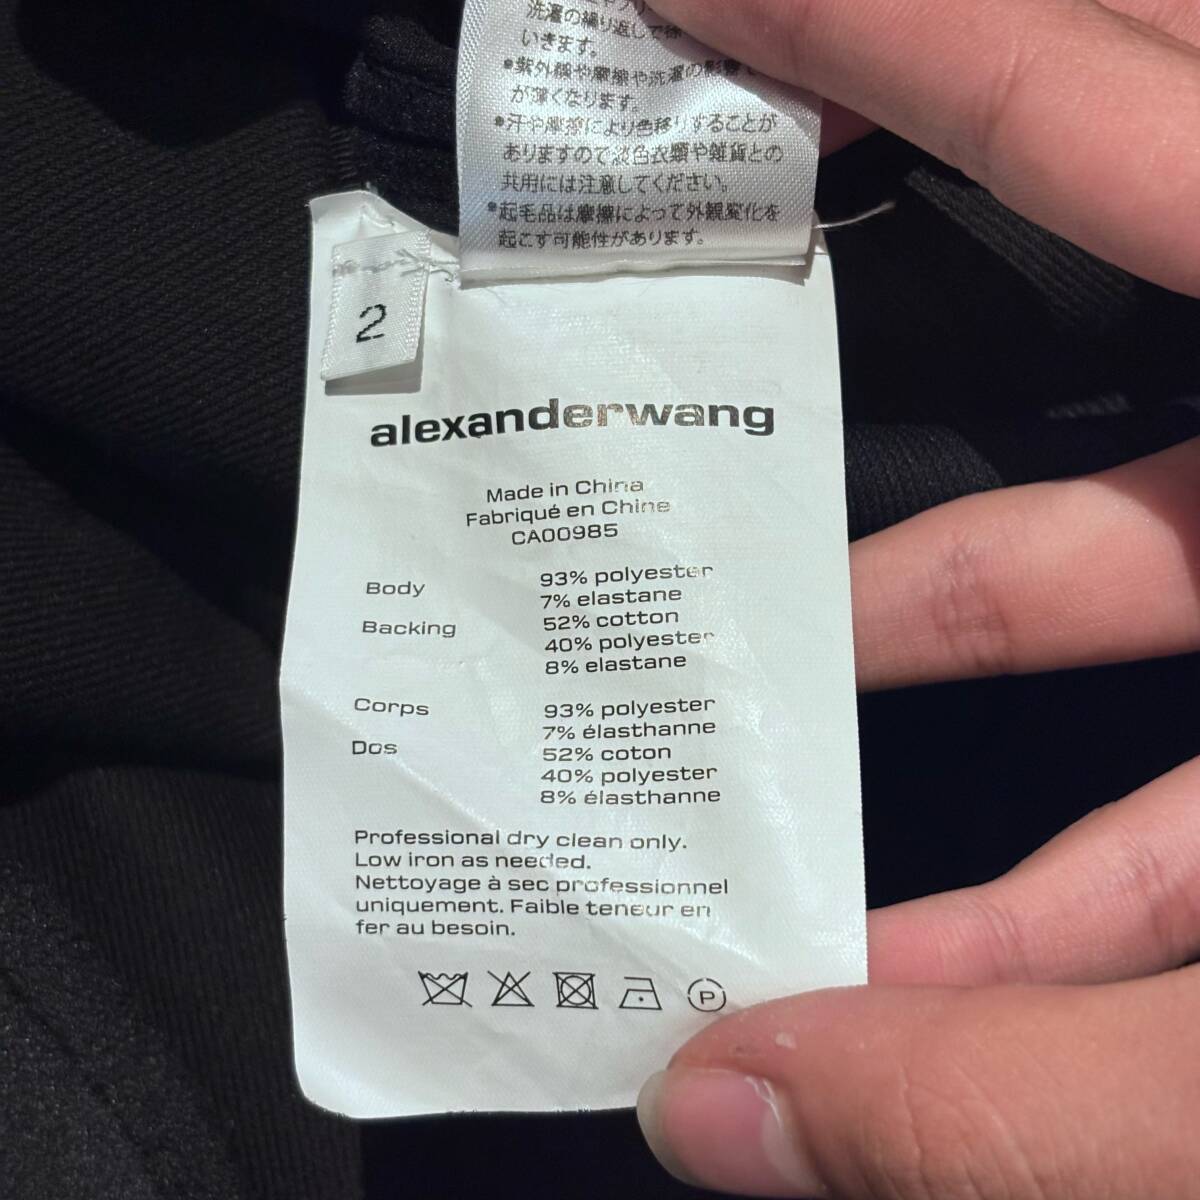 洗濯の繰り返しで徐
いきます。
●紫外線や摩擦や洗濯の影響で
が薄くなります。
●汗や摩擦により色移りすることが
ありますので淡色衣類や雑貨との
共用には注意してください。
●起毛品は摩擦によって外観変化を
起こす可能性があります。
2
alexanderwang
Made in China
Fabriqué en Chine
CA00985
Body 93% polyester
7% elastane
Backing 52% cotton
40% polyester
8% elastane
Corps 93% polyester
7% élasthanne
Dos 52% coton
40% polyester
8% élasthanne
Professional dry clean only.
Low iron as needed.
Nettoyage à sec professionnel
uniquement. Faible teneur en
fer au besoin.
P